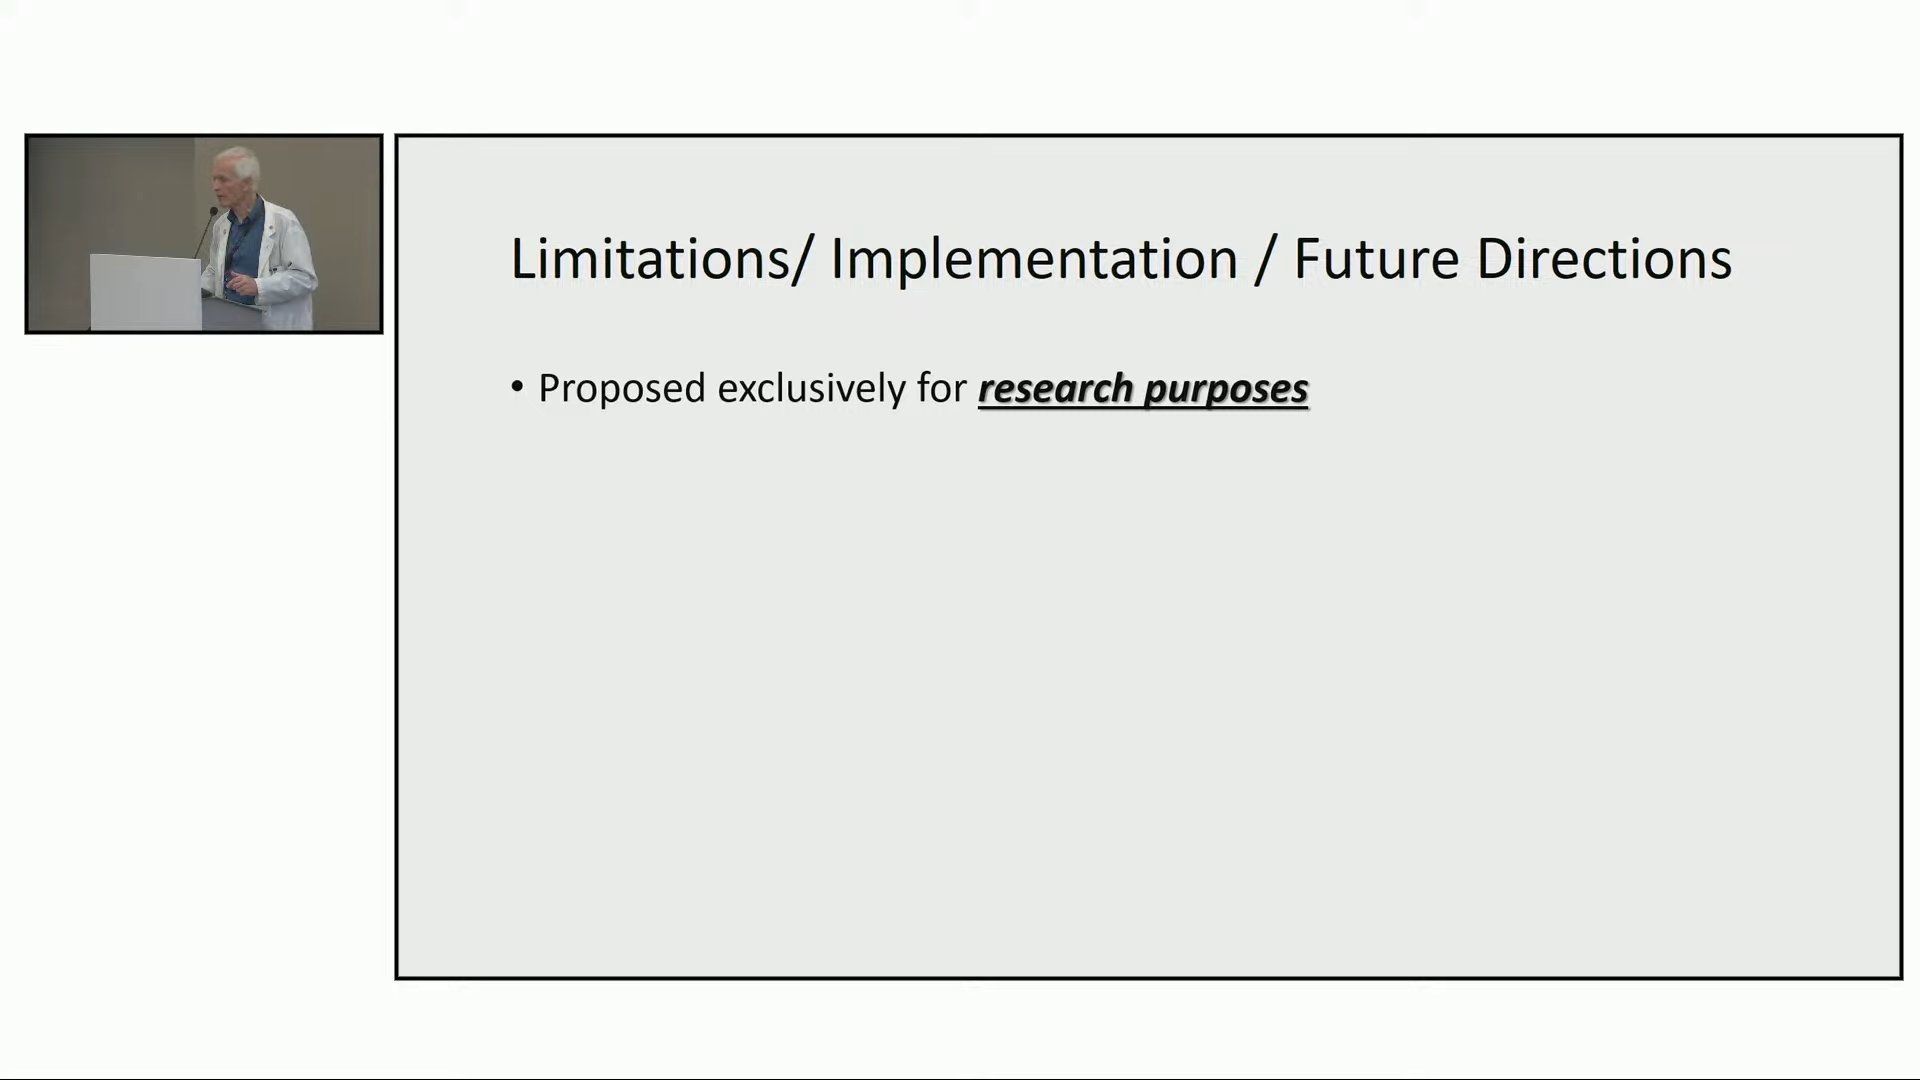 Limitations/ Implementation / Future Directions
• Proposed exclusively for research purposes